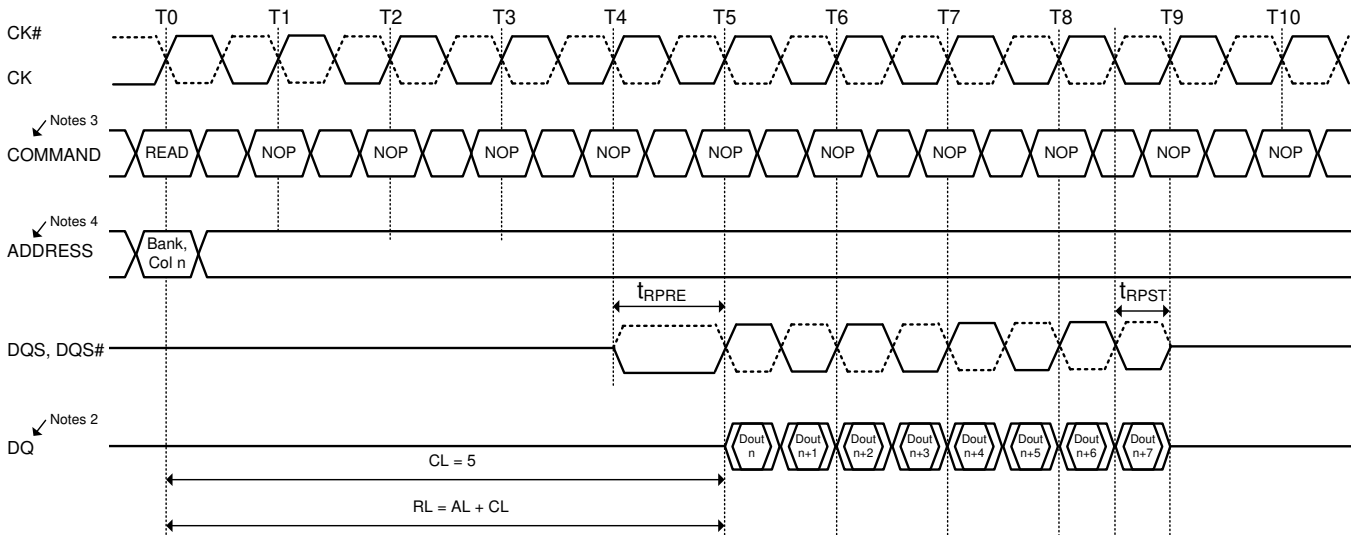 T0 T1 T2 T3 T4 T5 T6 T7 T8 T9 T10
CK#
CK
Notes 3
COMMAND READ NOP NOP NOP NOP NOP NOP NOP NOP NOP NOP
Notes 4
ADDRESS
Bank,
Col n
tRPRE tRPST
DQS, DQS#
Notes 2
DQ
Dout n
Dout n+1
Dout n+2
Dout n+3
Dout n+4
Dout n+5
Dout n+6
Dout n+7
CL = 5
RL = AL + CL